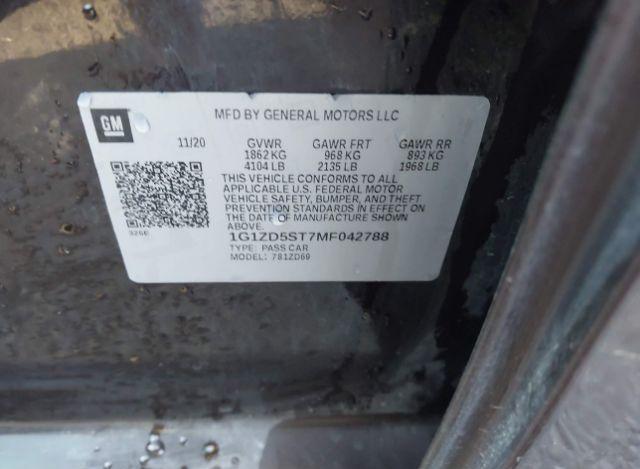 GM
MFD BY GENERAL MOTORS LLC
11/20 GVWR GAWR FRT GAWR RR
1862 KG 968 KG 893 KG
4104 LB 2135 LB 1968 LB
THIS VEHICLE CONFORMS TO ALL
APPLICABLE U.S. FEDERAL MOTOR
VEHICLE SAFETY, BUMPER, AND THEFT
PREVENTION STANDARDS IN EFFECT
ON THE DATE OF MANUFACTURE SHOWN
ABOVE.
1G1ZD5ST7MF042788
TYPE: PASS CAR
MODEL: 781ZD69